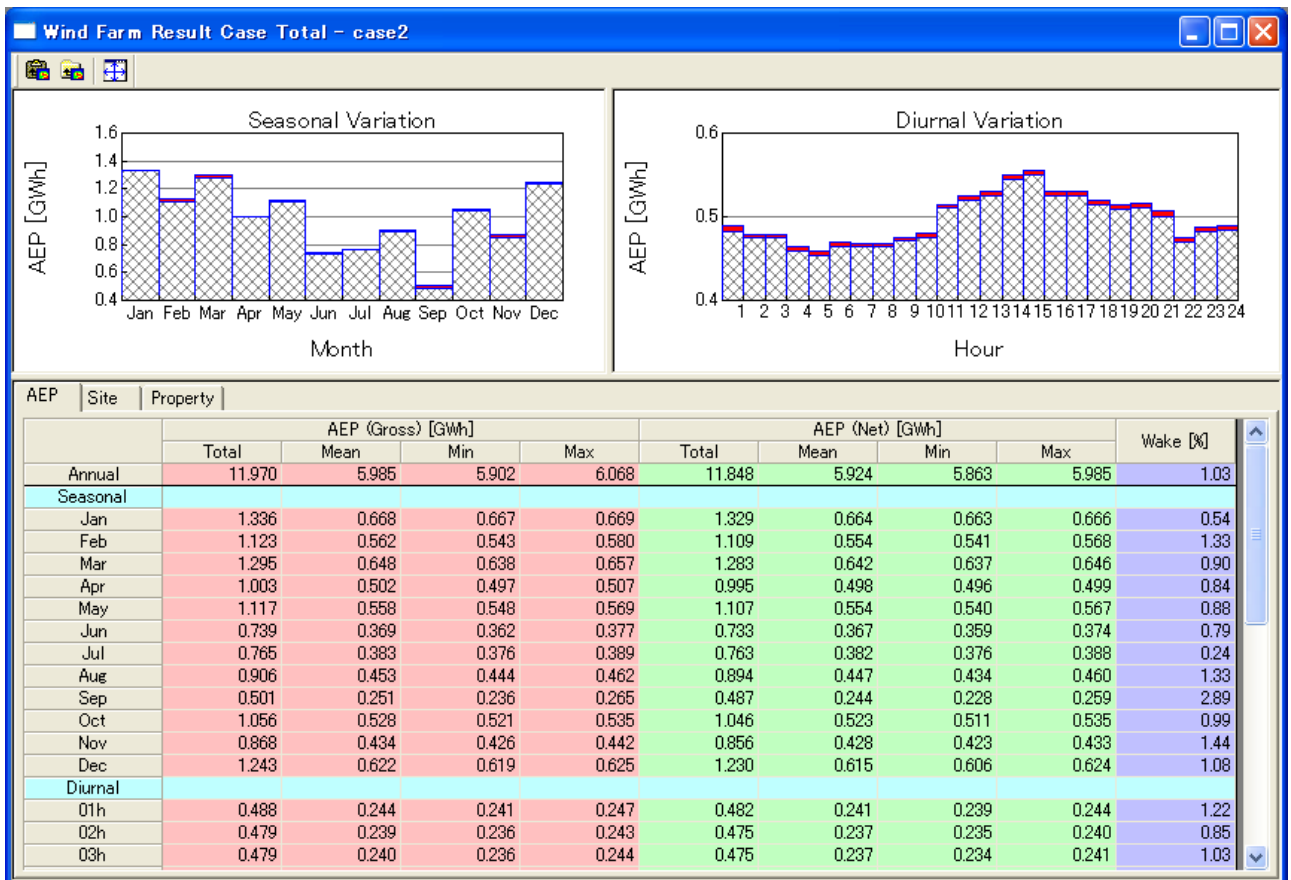 Wind Farm Result Case Total - case2
Seasonal Variation
1.6
1.4
1.2
1.0
0.8
0.6
0.4
AEP [GWh]
Jan Feb Mar Apr May Jun Jul Aug Sep Oct Nov Dec
Month
Diurnal Variation
0.6
0.5
0.4
AEP [GWh]
1 2 3 4 5 6 7 8 9 10 11 12 13 14 15 16 17 18 19 20 21 22 23 24
Hour
AEP Site Property
AEP (Gross) [GWh] AEP (Net) [GWh] Wake [%]
Total Mean Min Max Total Mean Min Max
Annual 11.970 5.985 5.902 6.068 11.848 5.924 5.863 5.985 1.03
Seasonal
Jan 1.336 0.668 0.667 0.669 1.329 0.664 0.663 0.666 0.54
Feb 1.123 0.562 0.543 0.580 1.109 0.554 0.541 0.568 1.33
Mar 1.295 0.648 0.638 0.657 1.283 0.642 0.637 0.646 0.90
Apr 1.003 0.502 0.497 0.507 0.995 0.498 0.496 0.499 0.84
May 1.117 0.558 0.548 0.569 1.107 0.554 0.540 0.567 0.88
Jun 0.739 0.369 0.362 0.377 0.733 0.367 0.359 0.374 0.79
Jul 0.765 0.383 0.376 0.389 0.763 0.382 0.376 0.388 0.24
Aug 0.906 0.453 0.444 0.462 0.894 0.447 0.434 0.460 1.33
Sep 0.501 0.251 0.236 0.265 0.487 0.244 0.228 0.259 2.89
Oct 1.056 0.528 0.521 0.535 1.046 0.523 0.511 0.535 0.99
Nov 0.868 0.434 0.426 0.442 0.856 0.428 0.423 0.433 1.44
Dec 1.243 0.622 0.619 0.625 1.230 0.615 0.606 0.624 1.08
Diurnal
01h 0.488 0.244 0.241 0.247 0.482 0.241 0.239 0.244 1.22
02h 0.479 0.239 0.236 0.243 0.475 0.237 0.235 0.240 0.85
03h 0.479 0.240 0.236 0.244 0.475 0.237 0.234 0.241 1.03